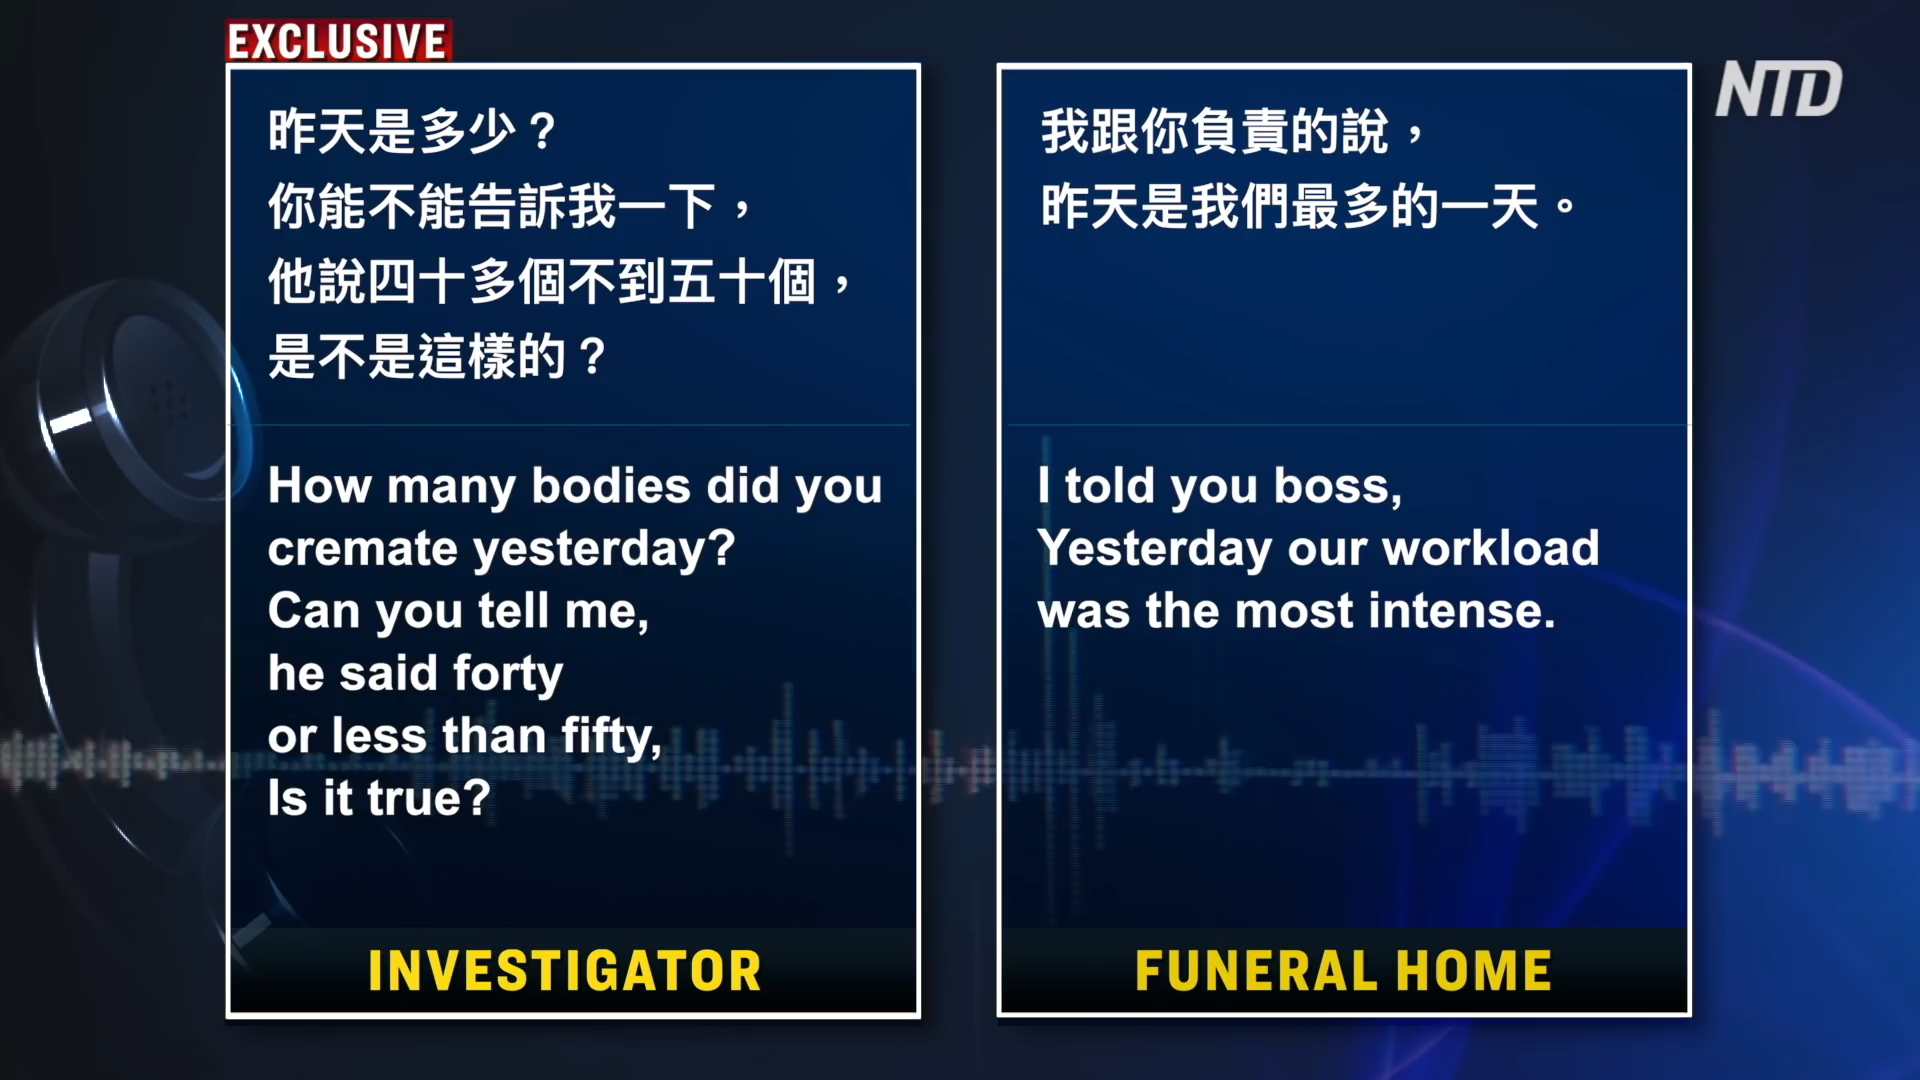 EXCLUSIVE
NTD
昨天是多少？
你能不能告訴我一下，
他說四十多個不到五十個，
是不是這樣的？
How many bodies did you
cremate yesterday?
Can you tell me,
he said forty
or less than fifty,
Is it true?
INVESTIGATOR
我跟你負責的說，
昨天是我們最多的一天。
I told you boss,
Yesterday our workload
was the most intense.
FUNERAL HOME